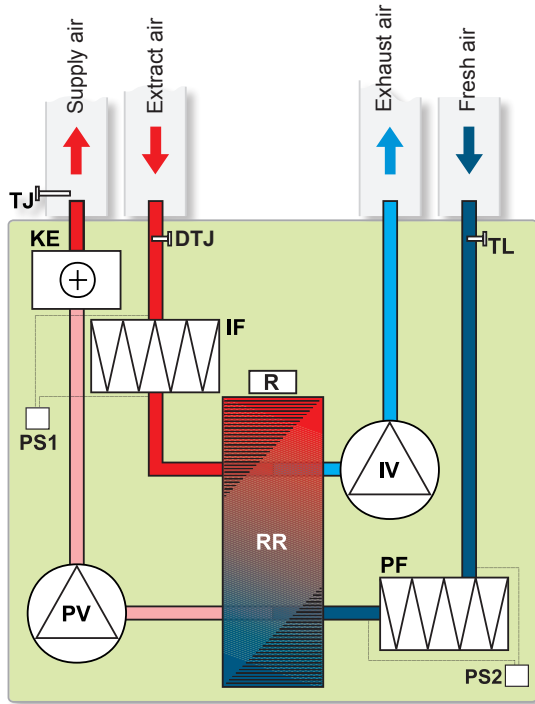 Supply air
Extract air
Exhaust air
Fresh air
TJ
KE
DTJ
TL
IF
R
PS1
IV
RR
PF
PV
PS2